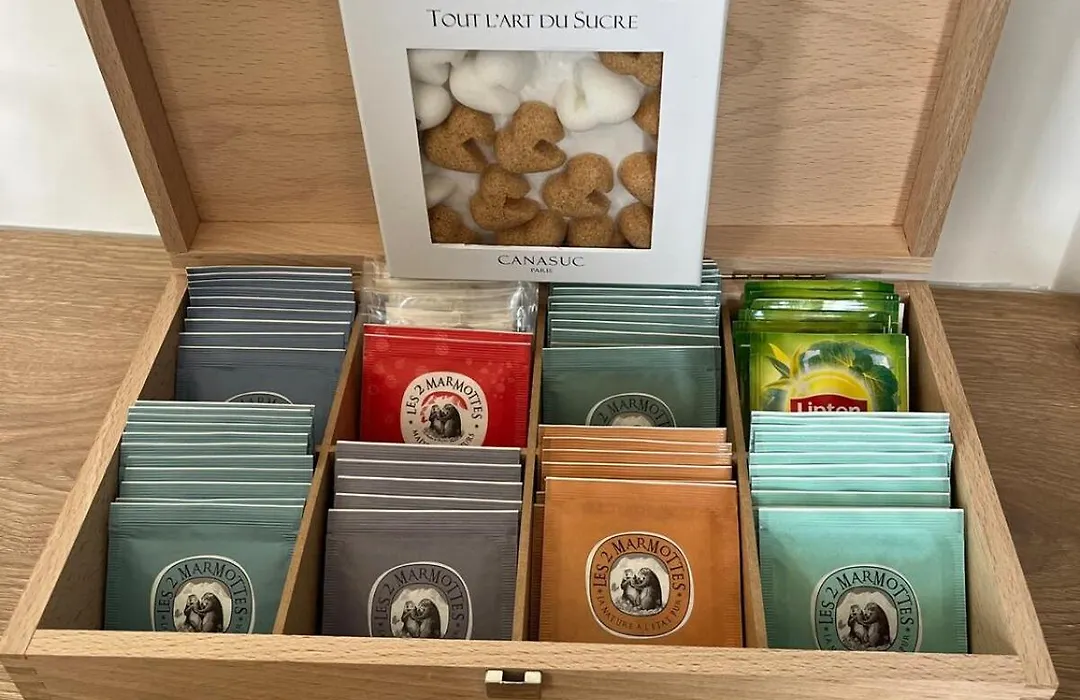 TOUT L'ART DU SUCRE
CANASUC
PARIS
LES 2 MARMOTTES
LES 2 MARMOTTES
Lipton
LES 2 MARMOTTES
LES 2 MARMOTTES
LES 2 MARMOTTES
LA NATURE À L'ÉTAT PUR
LES 2 MARMOTTES